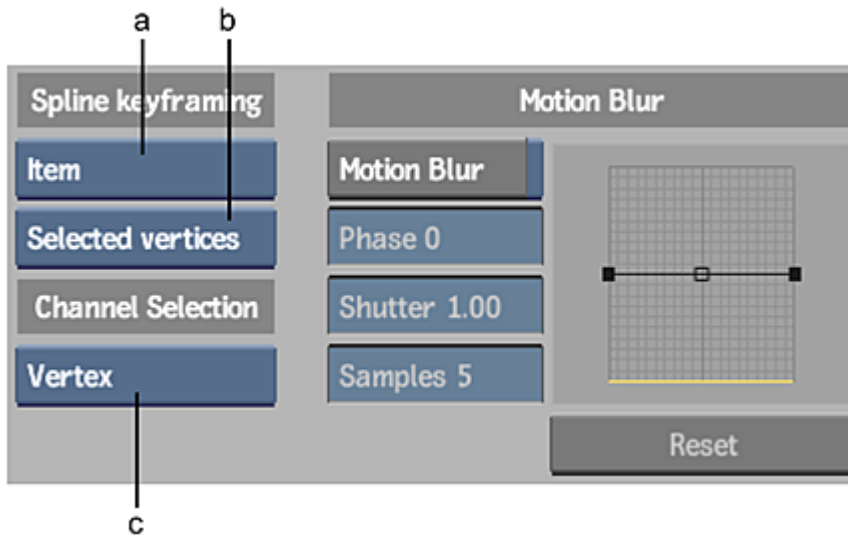 a b
Spline keyframing
Item
Selected vertices
Channel Selection
Vertex
c
Motion Blur
Motion Blur
Phase 0
Shutter 1.00
Samples 5
Reset